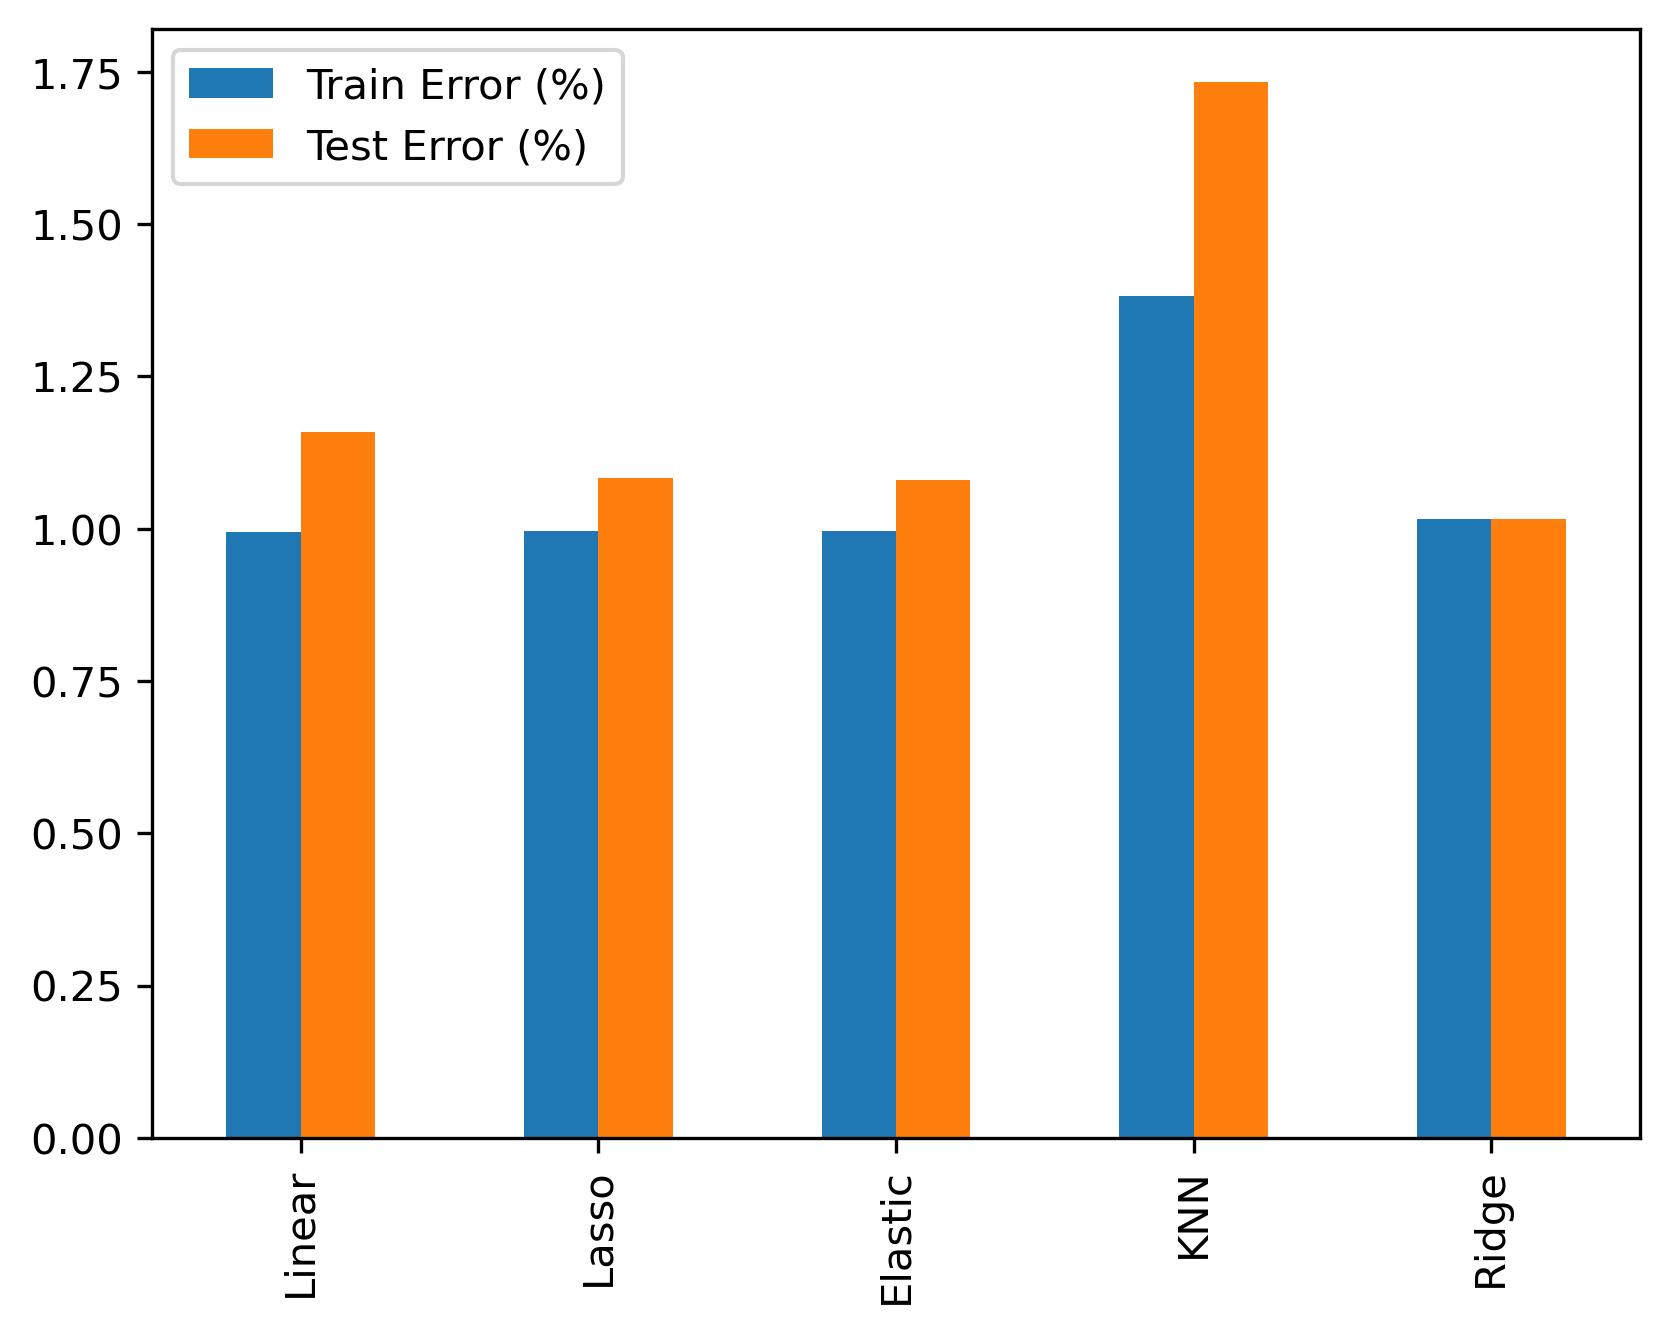 Train Error (%)
Test Error (%)
1.75
1.50
1.25
1.00
0.75
0.50
0.25
0.00
Linear
Lasso
Elastic
KNN
Ridge